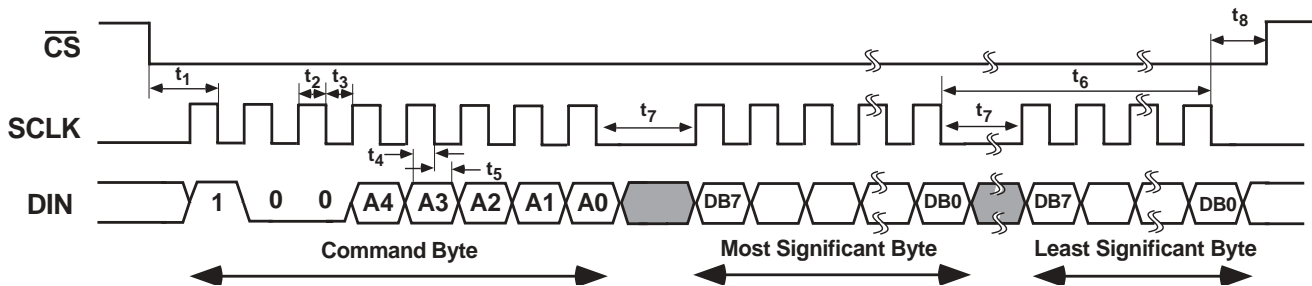 CS
t8
t1
t2
t3
t6
SCLK
t7
t7
t4
t5
DIN
1
0
0
A4
A3
A2
A1
A0
DB7
DB0
DB7
DB0
Command Byte
Most Significant Byte
Least Significant Byte